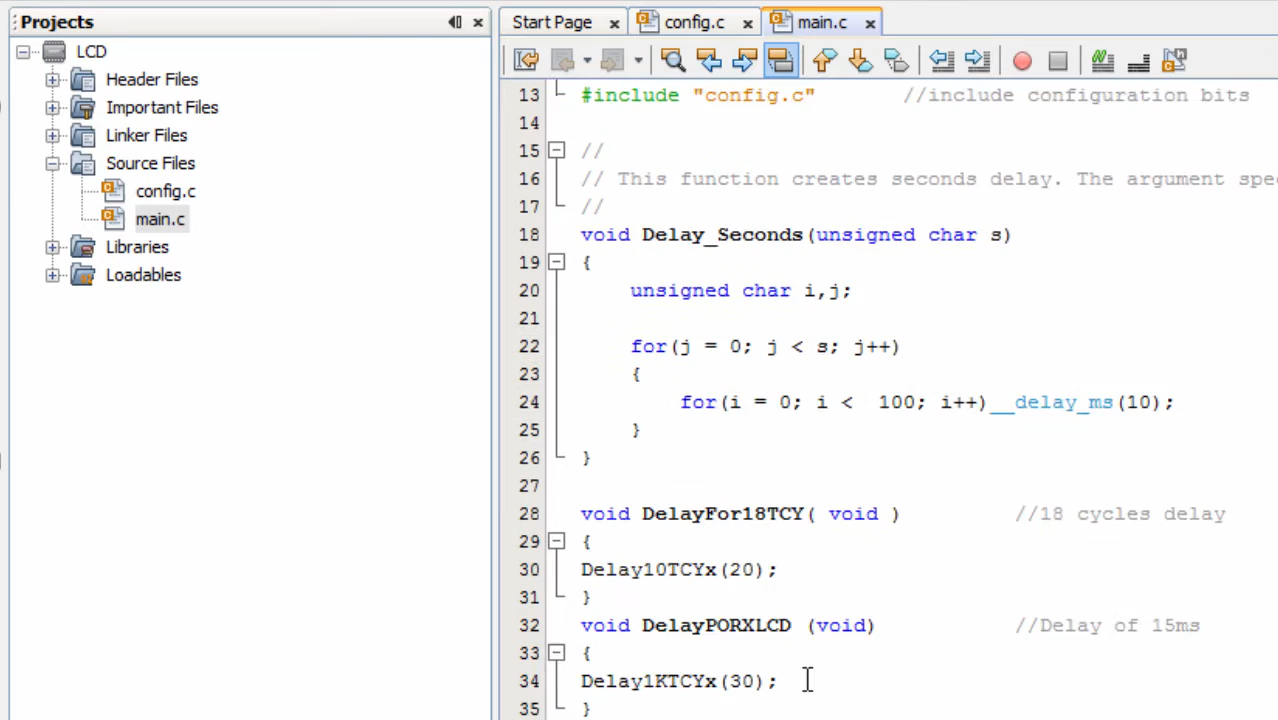 Projects
LCD
Header Files
Important Files
Linker Files
Source Files
config.c
main.c
Libraries
Loadables
Start Page
config.c
main.c
13 #include "config.c" //include configuration bits
14
15 //
16 // This function creates seconds delay. The argument spe
17 //
18 void Delay_Seconds(unsigned char s)
19 {
20 unsigned char i,j;
21
22 for(j = 0; j < s; j++)
23 {
24 for(i = 0; i < 100; i++)__delay_ms(10);
25 }
26 }
27
28 void DelayFor18TCY( void ) //18 cycles delay
29 {
30 Delay10TCYx(20);
31 }
32 void DelayPORXLCD (void) //Delay of 15ms
33 {
34 Delay1KTCYx(30);
35 }